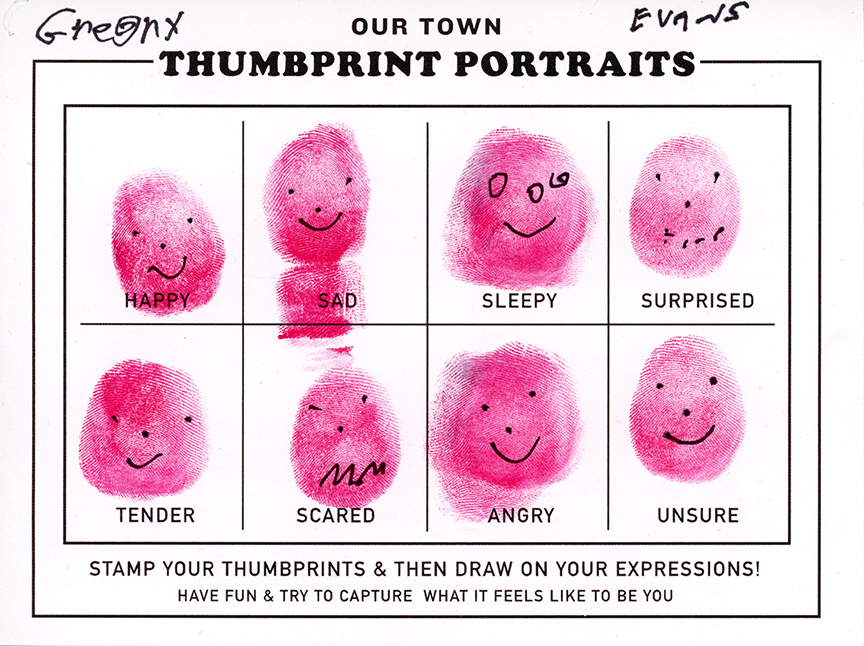 OUR TOWN
EVANS
THUMBPRINT PORTRAITS
HAPPY SAD SLEEPY SURPRISED
TENDER SCARED ANGRY UNSURE
STAMP YOUR THUMBPRINTS & THEN DRAW ON YOUR EXPRESSIONS!
HAVE FUN & TRY TO CAPTURE WHAT IT FEELS LIKE TO BE YOU